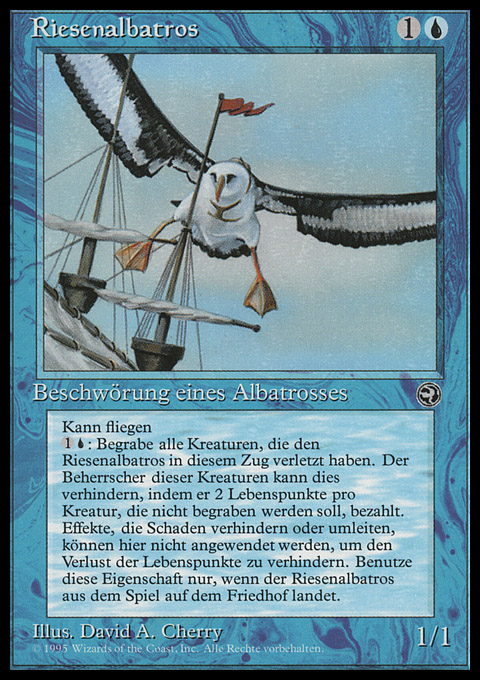 Riesenalbatros 1
Beschwörung eines Albatrosses
Kann fliegen
1 : Begrabe alle Kreaturen, die den
Riesenalbatros in diesem Zug verletzt haben. Der
Beherrscher dieser Kreaturen kann dies
verhindern, indem er 2 Lebenspunkte pro
Kreatur, die nicht begraben werden soll, bezahlt.
Effekte, die Schaden verhindern oder umleiten,
können hier nicht angewendet werden, um den
Verlust der Lebenspunkte zu verhindern. Benutze
diese Eigenschaft nur, wenn der Riesenalbatros
aus dem Spiel auf dem Friedhof landet.
Illus. David A. Cherry
1/1
© 1995 Wizards of the Coast, Inc. Alle Rechte vorbehalten.